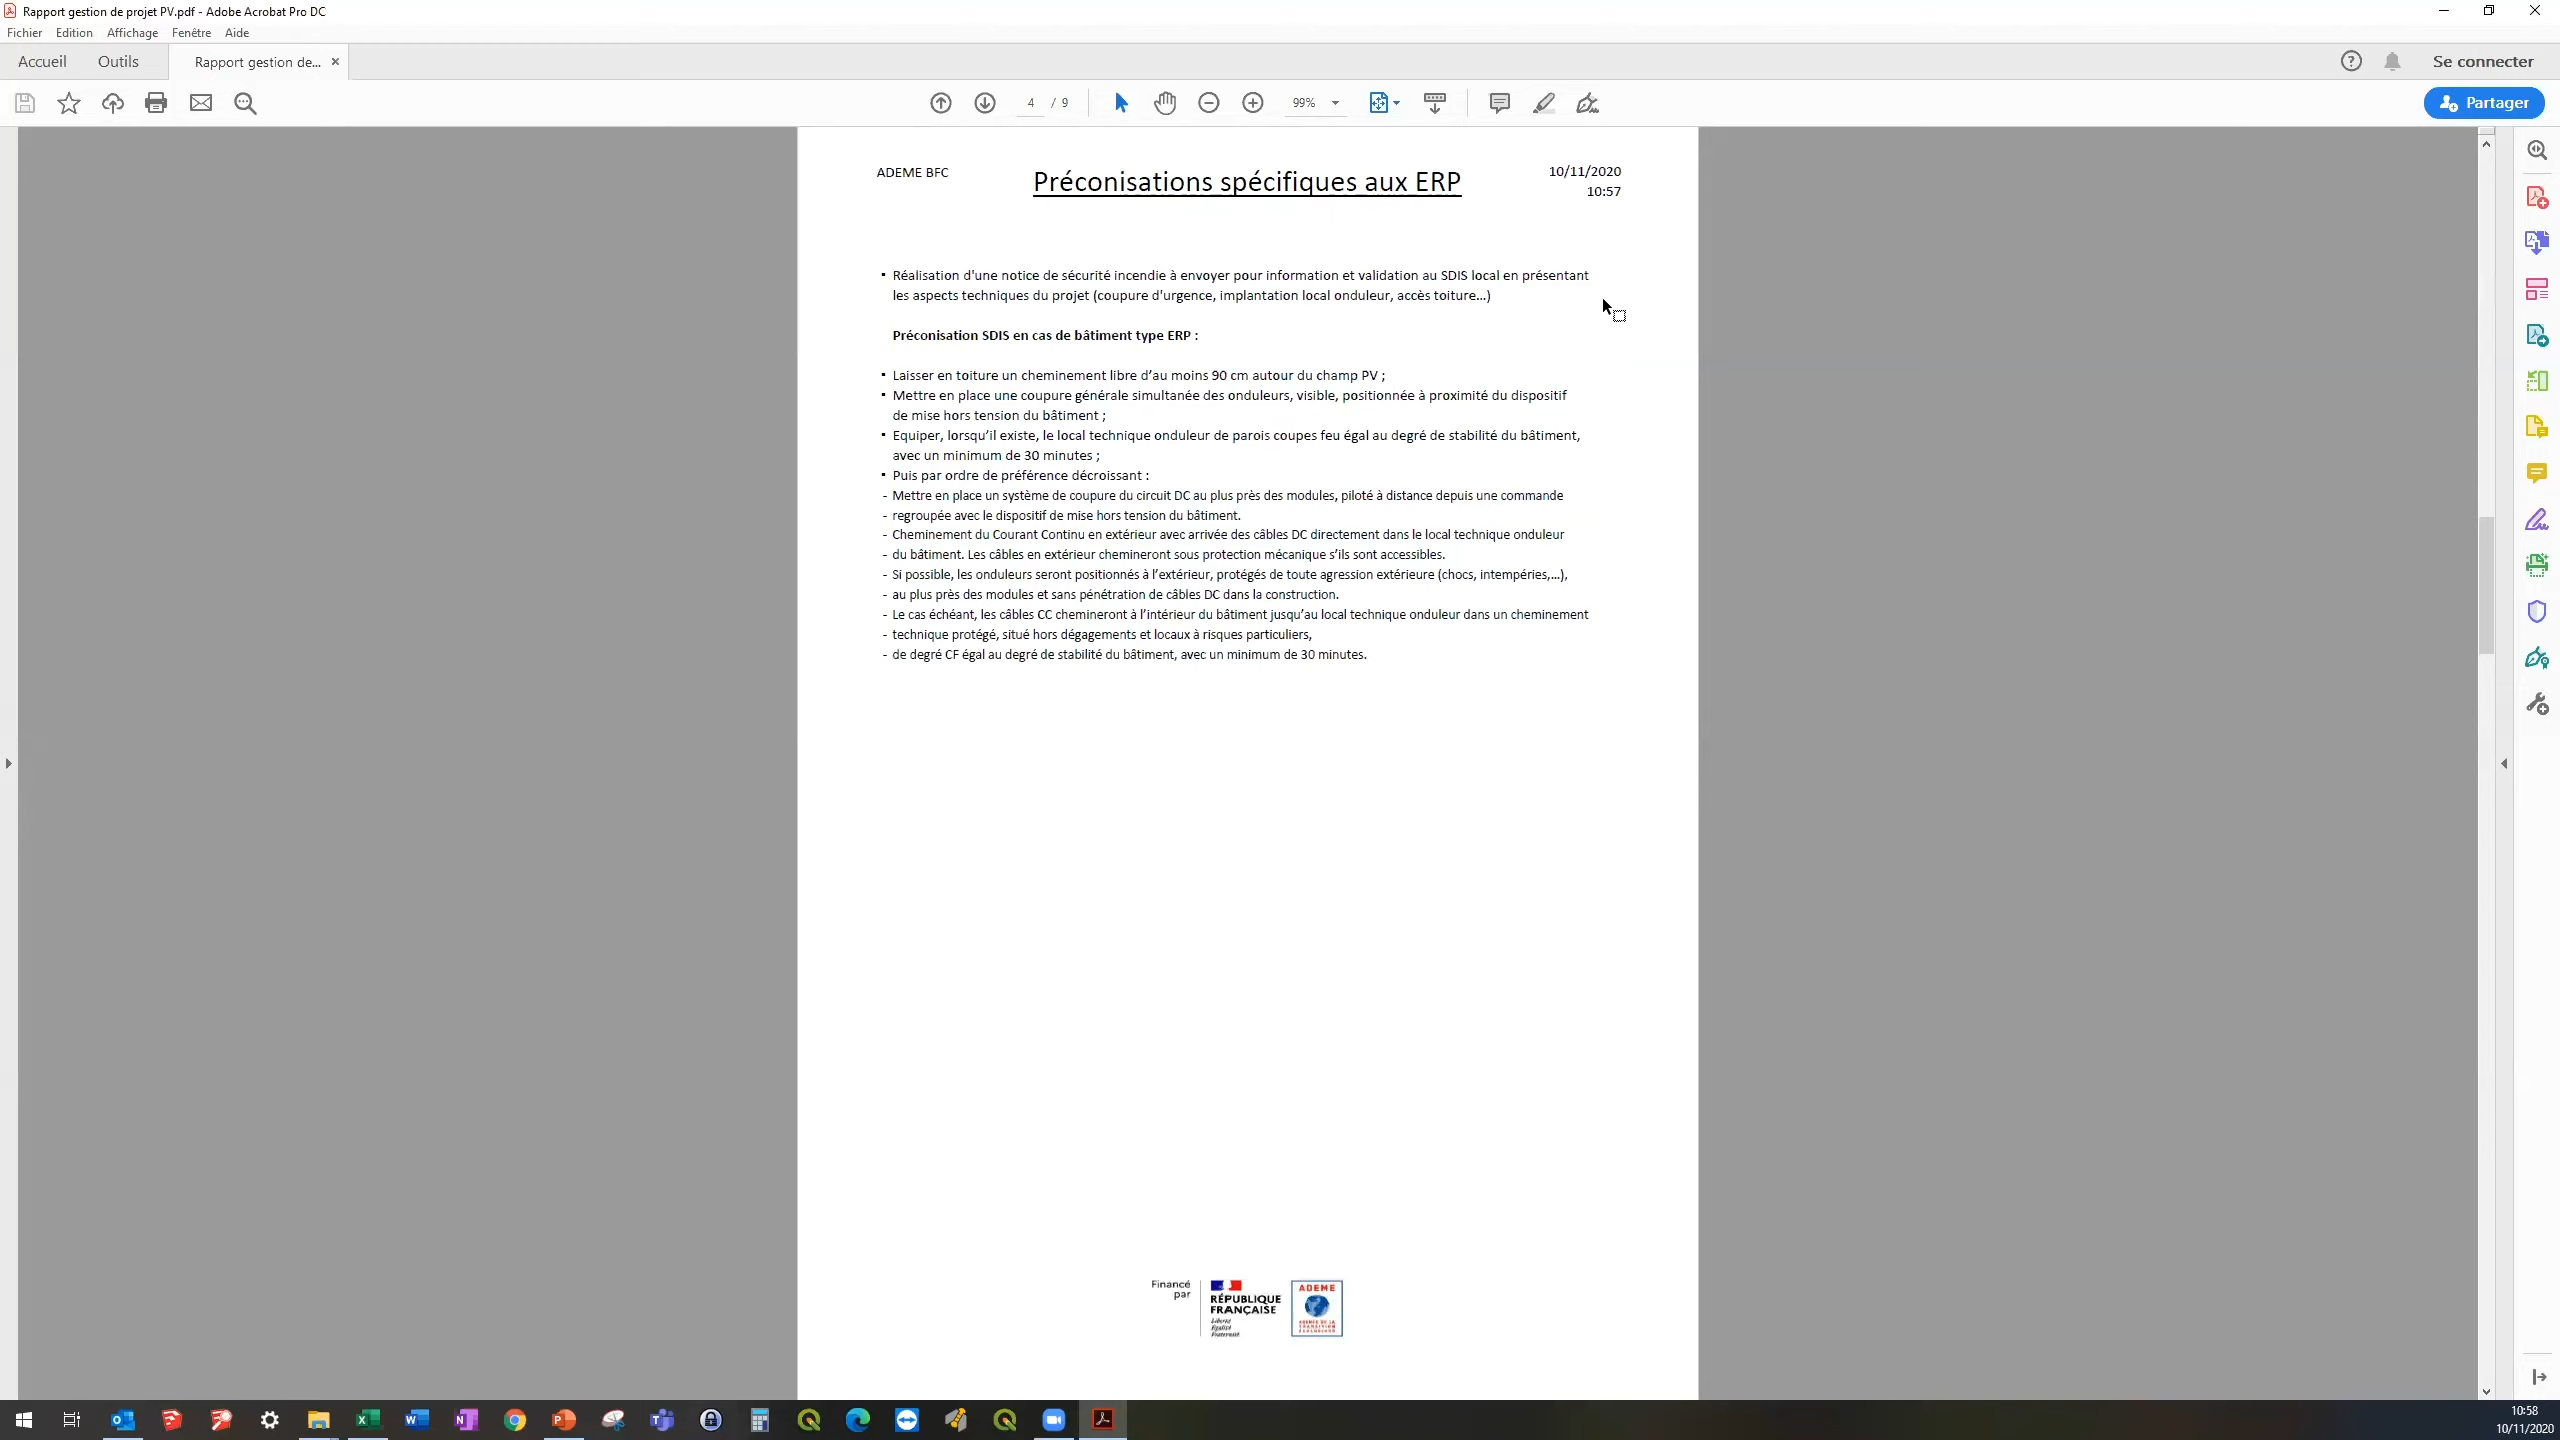 Rapport gestion de projet PV.pdf - Adobe Acrobat Pro DC
Fichier Edition Affichage Fenêtre Aide
Accueil Outils Rapport gestion de... × Se connecter
4 / 9 99% Partager
ADEME BFC Préconisations spécifiques aux ERP 10/11/2020
10:57
▪ Réalisation d'une notice de sécurité incendie à envoyer pour information et validation au SDIS local en présentant
les aspects techniques du projet (coupure d'urgence, implantation local onduleur, accès toiture...)
Préconisation SDIS en cas de bâtiment type ERP :
▪ Laisser en toiture un cheminement libre d'au moins 90 cm autour du champ PV ;
▪ Mettre en place une coupure générale simultanée des onduleurs, visible, positionnée à proximité du dispositif
de mise hors tension du bâtiment ;
▪ Equiper, lorsqu'il existe, le local technique onduleur de parois coupes feu égal au degré de stabilité du bâtiment,
avec un minimum de 30 minutes ;
▪ Puis par ordre de préférence décroissant :
- Mettre en place un système de coupure du circuit DC au plus près des modules, piloté à distance depuis une commande
- regroupée avec le dispositif de mise hors tension du bâtiment.
- Cheminement du Courant Continu en extérieur avec arrivée des câbles DC directement dans le local technique onduleur
- du bâtiment. Les câbles en extérieur chemineront sous protection mécanique s'ils sont accessibles.
- Si possible, les onduleurs seront positionnés à l'extérieur, protégés de toute agression extérieure (chocs, intempéries,...),
- au plus près des modules et sans pénétration de câbles DC dans la construction.
- Le cas échéant, les câbles CC chemineront à l'intérieur du bâtiment jusqu'au local technique onduleur dans un cheminement
- technique protégé, situé hors dégagements et locaux à risques particuliers,
- de degré CF égal au degré de stabilité du bâtiment, avec un minimum de 30 minutes.
Financé
par
RÉPUBLIQUE
FRANÇAISE
Liberté
Égalité
Fraternité
ADEME
AGENCE DE LA
TRANSITION
ÉCOLOGIQUE
10:58
10/11/2020